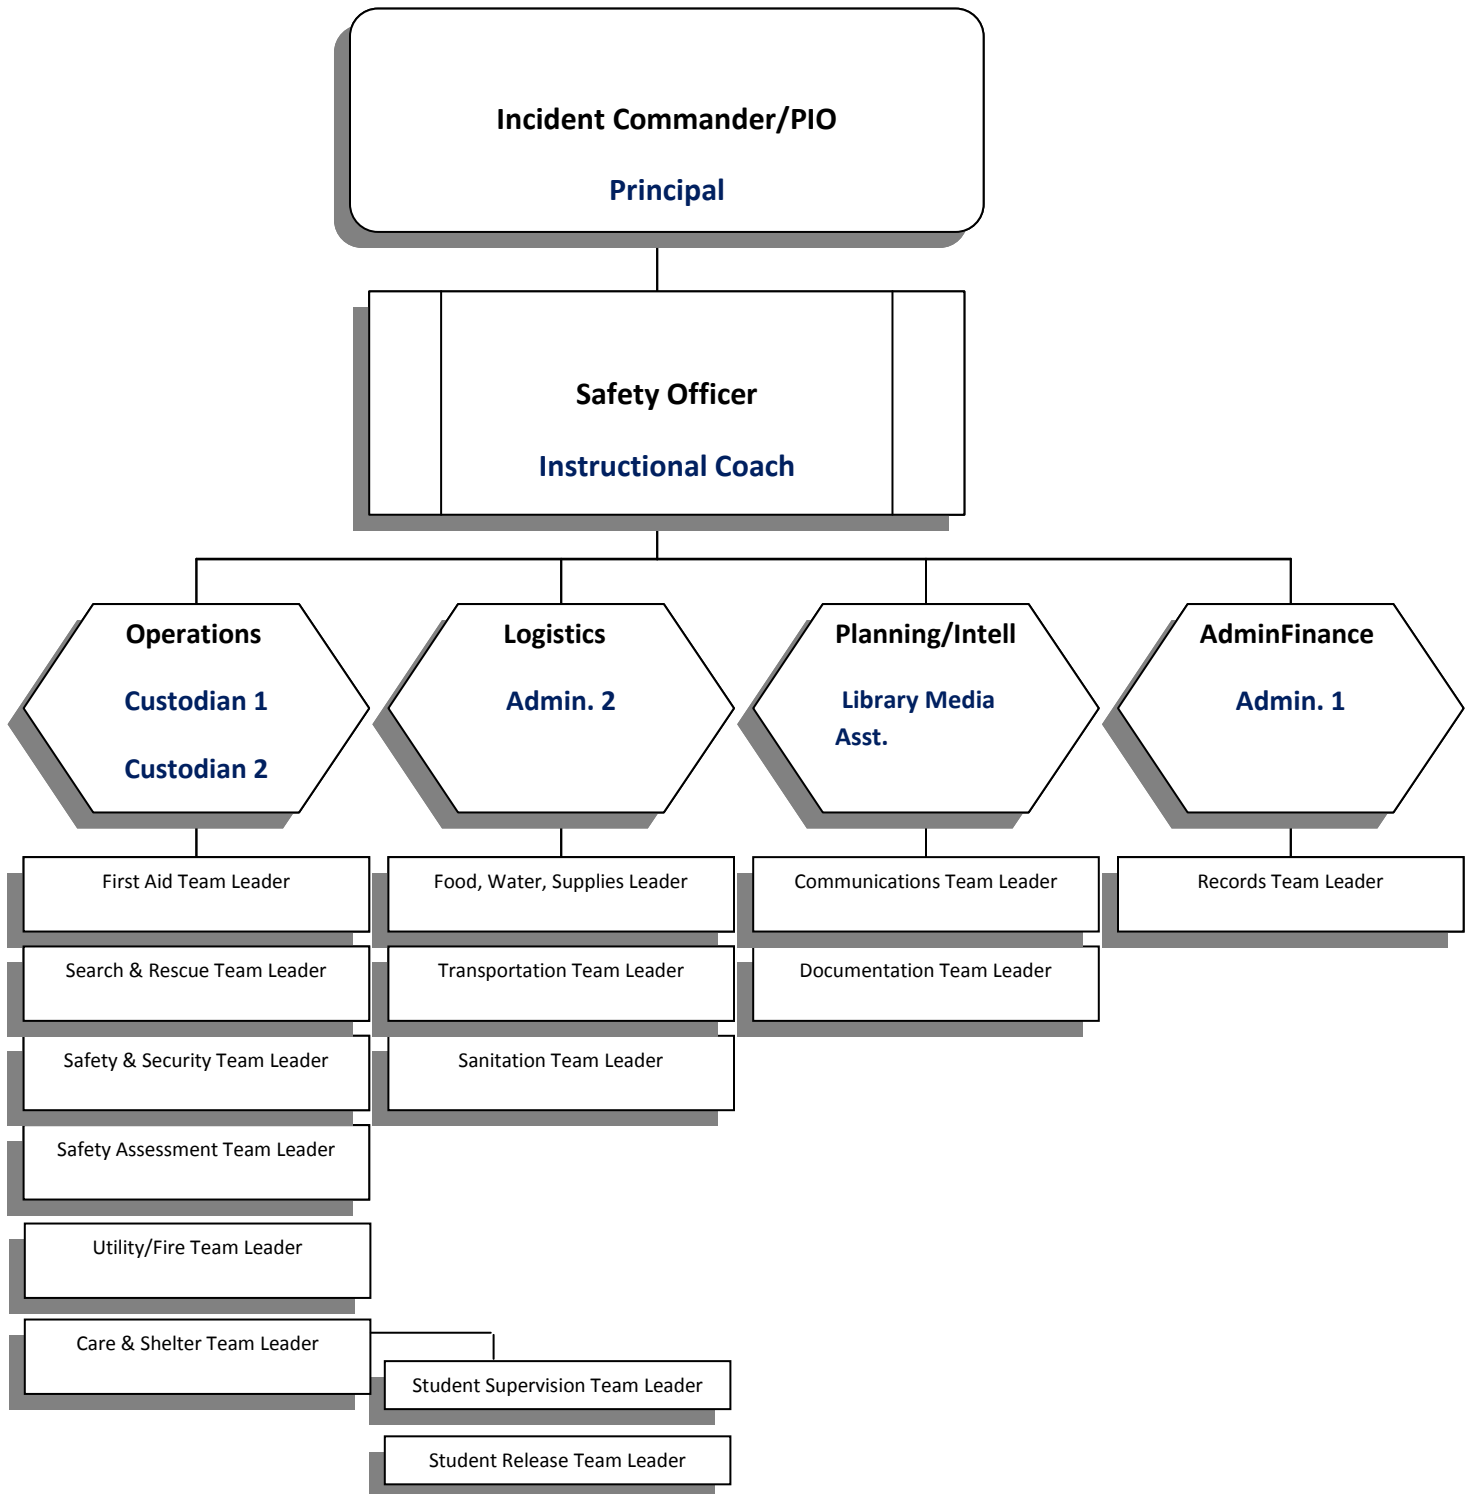 Incident Commander/PIO
Principal
Safety Officer
Instructional Coach
Operations
Custodian 1
Custodian 2
Logistics
Admin. 2
Planning/Intell
Library Media
Asst.
AdminFinance
Admin. 1
First Aid Team Leader
Search & Rescue Team Leader
Safety & Security Team Leader
Safety Assessment Team Leader
Utility/Fire Team Leader
Care & Shelter Team Leader
Student Supervision Team Leader
Student Release Team Leader
Food, Water, Supplies Leader
Transportation Team Leader
Sanitation Team Leader
Communications Team Leader
Documentation Team Leader
Records Team Leader